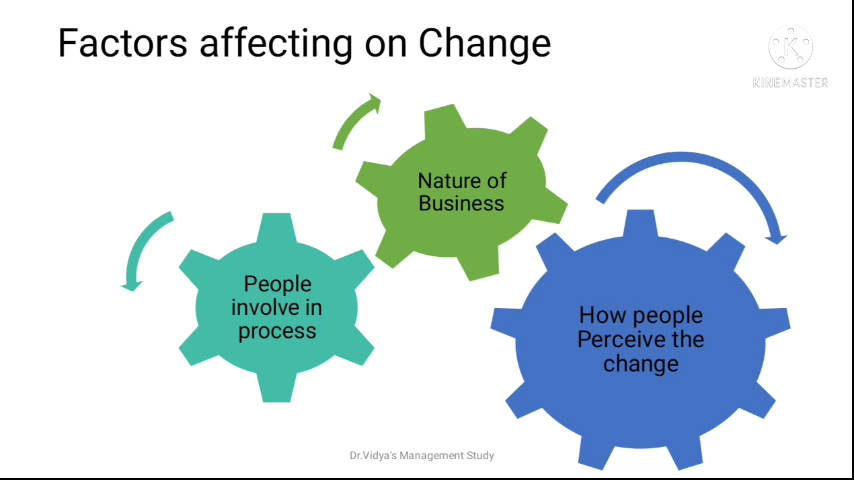 Factors affecting on Change
K
KINEMASTER
Nature of
Business
People
involve in
process
How people
Perceive the
change
Dr.Vidya's Management Study